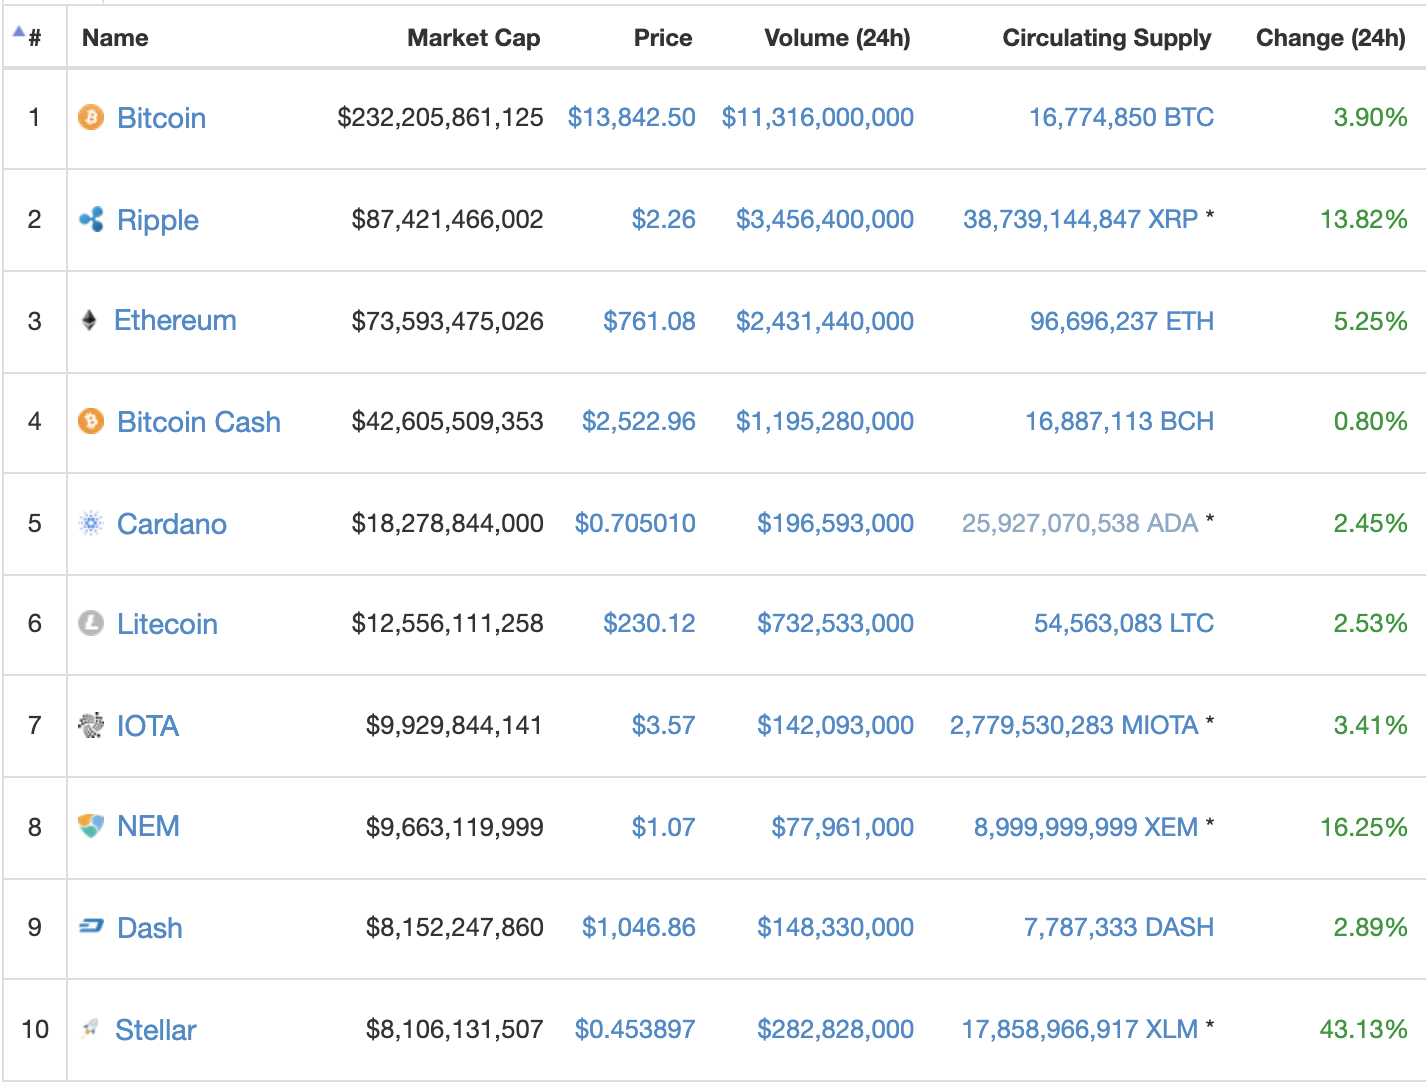 # Name Market Cap Price Volume (24h) Circulating Supply Change (24h)
1 Bitcoin $232,205,861,125 $13,842.50 $11,316,000,000 16,774,850 BTC 3.90%
2 Ripple $87,421,466,002 $2.26 $3,456,400,000 38,739,144,847 XRP * 13.82%
3 Ethereum $73,593,475,026 $761.08 $2,431,440,000 96,696,237 ETH 5.25%
4 Bitcoin Cash $42,605,509,353 $2,522.96 $1,195,280,000 16,887,113 BCH 0.80%
5 Cardano $18,278,844,000 $0.705010 $196,593,000 25,927,070,538 ADA * 2.45%
6 Litecoin $12,556,111,258 $230.12 $732,533,000 54,563,083 LTC 2.53%
7 IOTA $9,929,844,141 $3.57 $142,093,000 2,779,530,283 MIOTA * 3.41%
8 NEM $9,663,119,999 $1.07 $77,961,000 8,999,999,999 XEM * 16.25%
9 Dash $8,152,247,860 $1,046.86 $148,330,000 7,787,333 DASH 2.89%
10 Stellar $8,106,131,507 $0.453897 $282,828,000 17,858,966,917 XLM * 43.13%